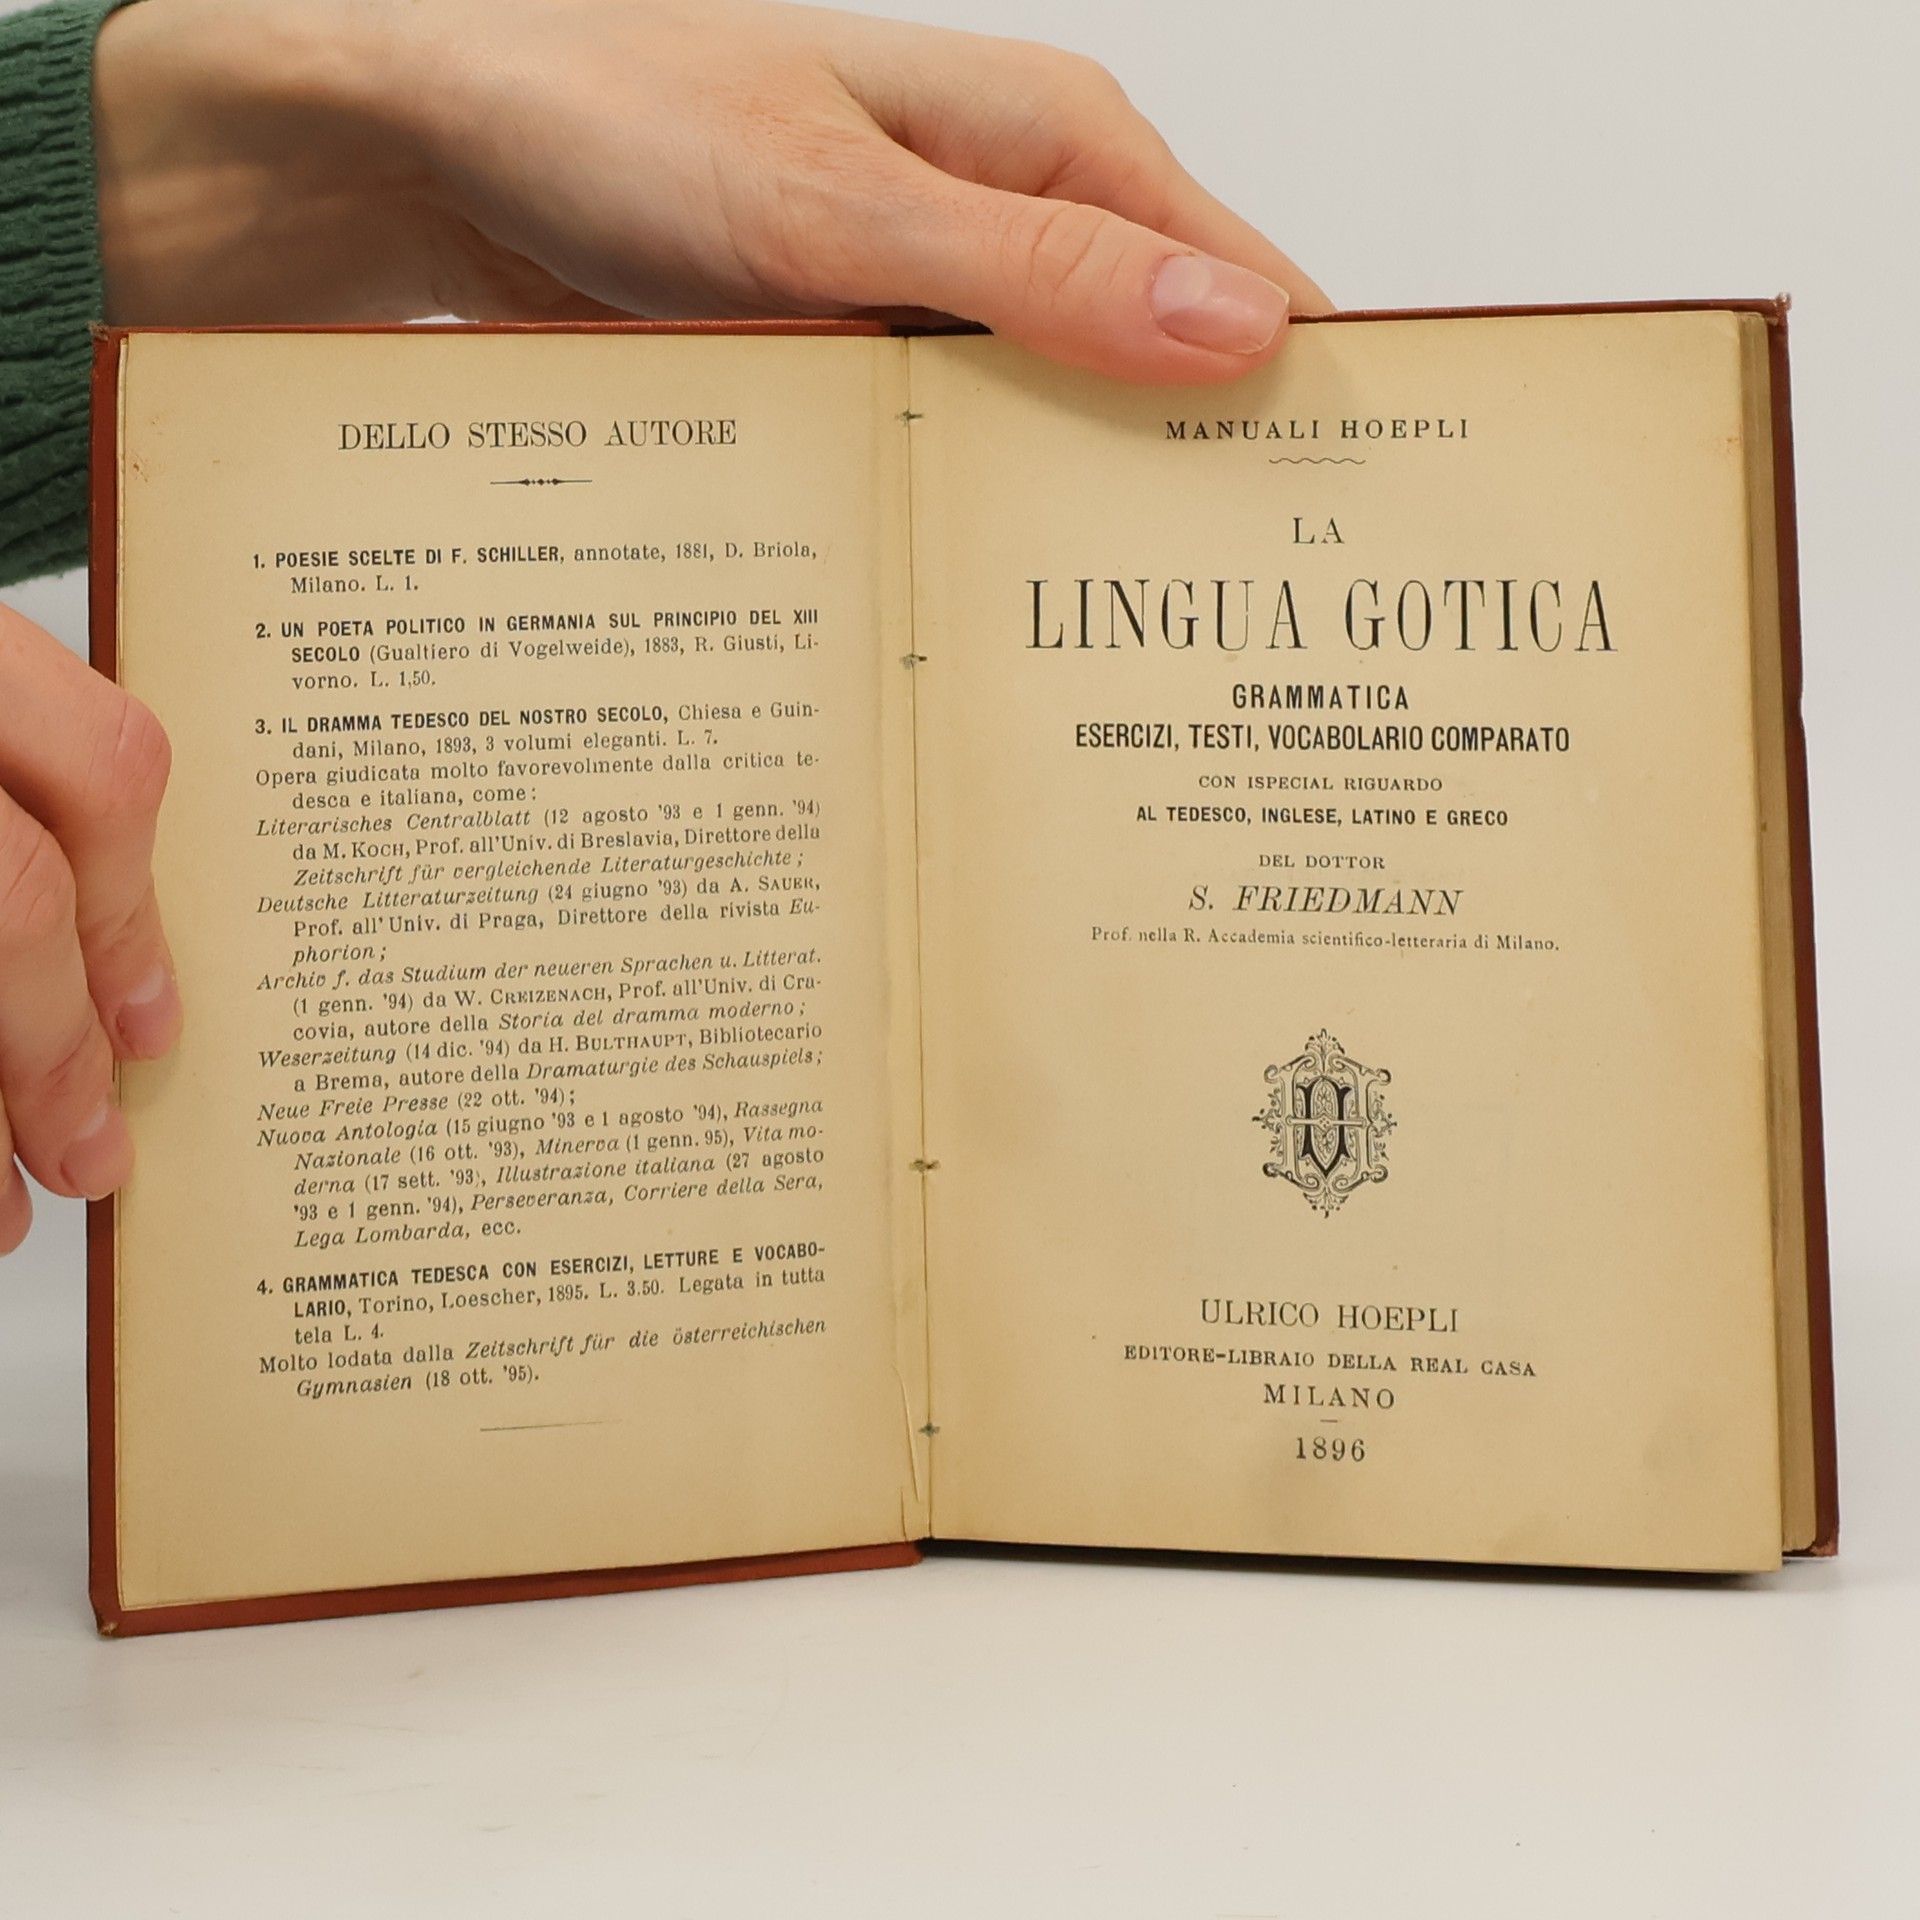 DELLO STESSO AUTORE
1. POESIE SCELTE DI F. SCHILLER, annotate, 1881, D. Briola,
Milano. L. 1.
2. UN POETA POLITICO IN GERMANIA SUL PRINCIPIO DEL XIII
SECOLO (Gualtiero di Vogelweide), 1883, R. Giusti, Li-
vorno. L. 1,50.
3. IL DRAMMA TEDESCO DEL NOSTRO SECOLO, Chiesa e Guin-
dani, Milano, 1893, 3 volumi eleganti. L. 7.
Opera giudicata molto favorevolmente dalla critica te-
desca e italiana, come:
Literarisches Centralblatt (12 agosto '93 e 1 genn. '94)
da M. KOCH, Prof. all'Univ. di Breslavia, Direttore della
Zeitschrift für vergleichende Literaturgeschichte;
Deutsche Litteraturzeitung (24 giugno '93) da A. SAUER,
Prof. all'Univ. di Praga, Direttore della rivista Eu-
phorion;
Archiv f. das Studium der neueren Sprachen u. Litterat.
(1 genn. '94) da W. CREIZENACH, Prof. all'Univ. di Cra-
covia, autore della Storia del dramma moderno;
Weserzeitung (14 dic. '94) da H. BULTHAUPT, Bibliotecario
a Brema, autore della Dramaturgie des Schauspiels;
Neue Freie Presse (22 ott. '94);
Nuova Antologia (15 giugno '93 e 1 agosto '94), Rassegna
Nazionale (16 ott. '93), Minerva (1 genn. 95), Vita mo-
derna (17 sett. '93), Illustrazione italiana (27 agosto
'93 e 1 genn. '94), Perseveranza, Corriere della Sera,
Lega Lombarda, ecc.
4. GRAMMATICA TEDESCA CON ESERCIZI, LETTURE E VOCABO-
LARIO, Torino, Loescher, 1895. L. 3.50. Legata in tutta
tela L. 4.
Molto lodata dalla Zeitschrift für die österreichischen
Gymnasien (18 ott. '95).
MANUALI HOEPLI
LA
LINGUA GOTICA
GRAMMATICA
ESERCIZI, TESTI, VOCABOLARIO COMPARATO
CON ISPECIAL RIGUARDO
AL TEDESCO, INGLESE, LATINO E GRECO
DEL DOTTOR
S. FRIEDMANN
Prof. nella R. Accademia scientifico-letteraria di Milano.
ULRICO HOEPLI
EDITORE-LIBRAIO DELLA REAL CASA
MILANO
1896